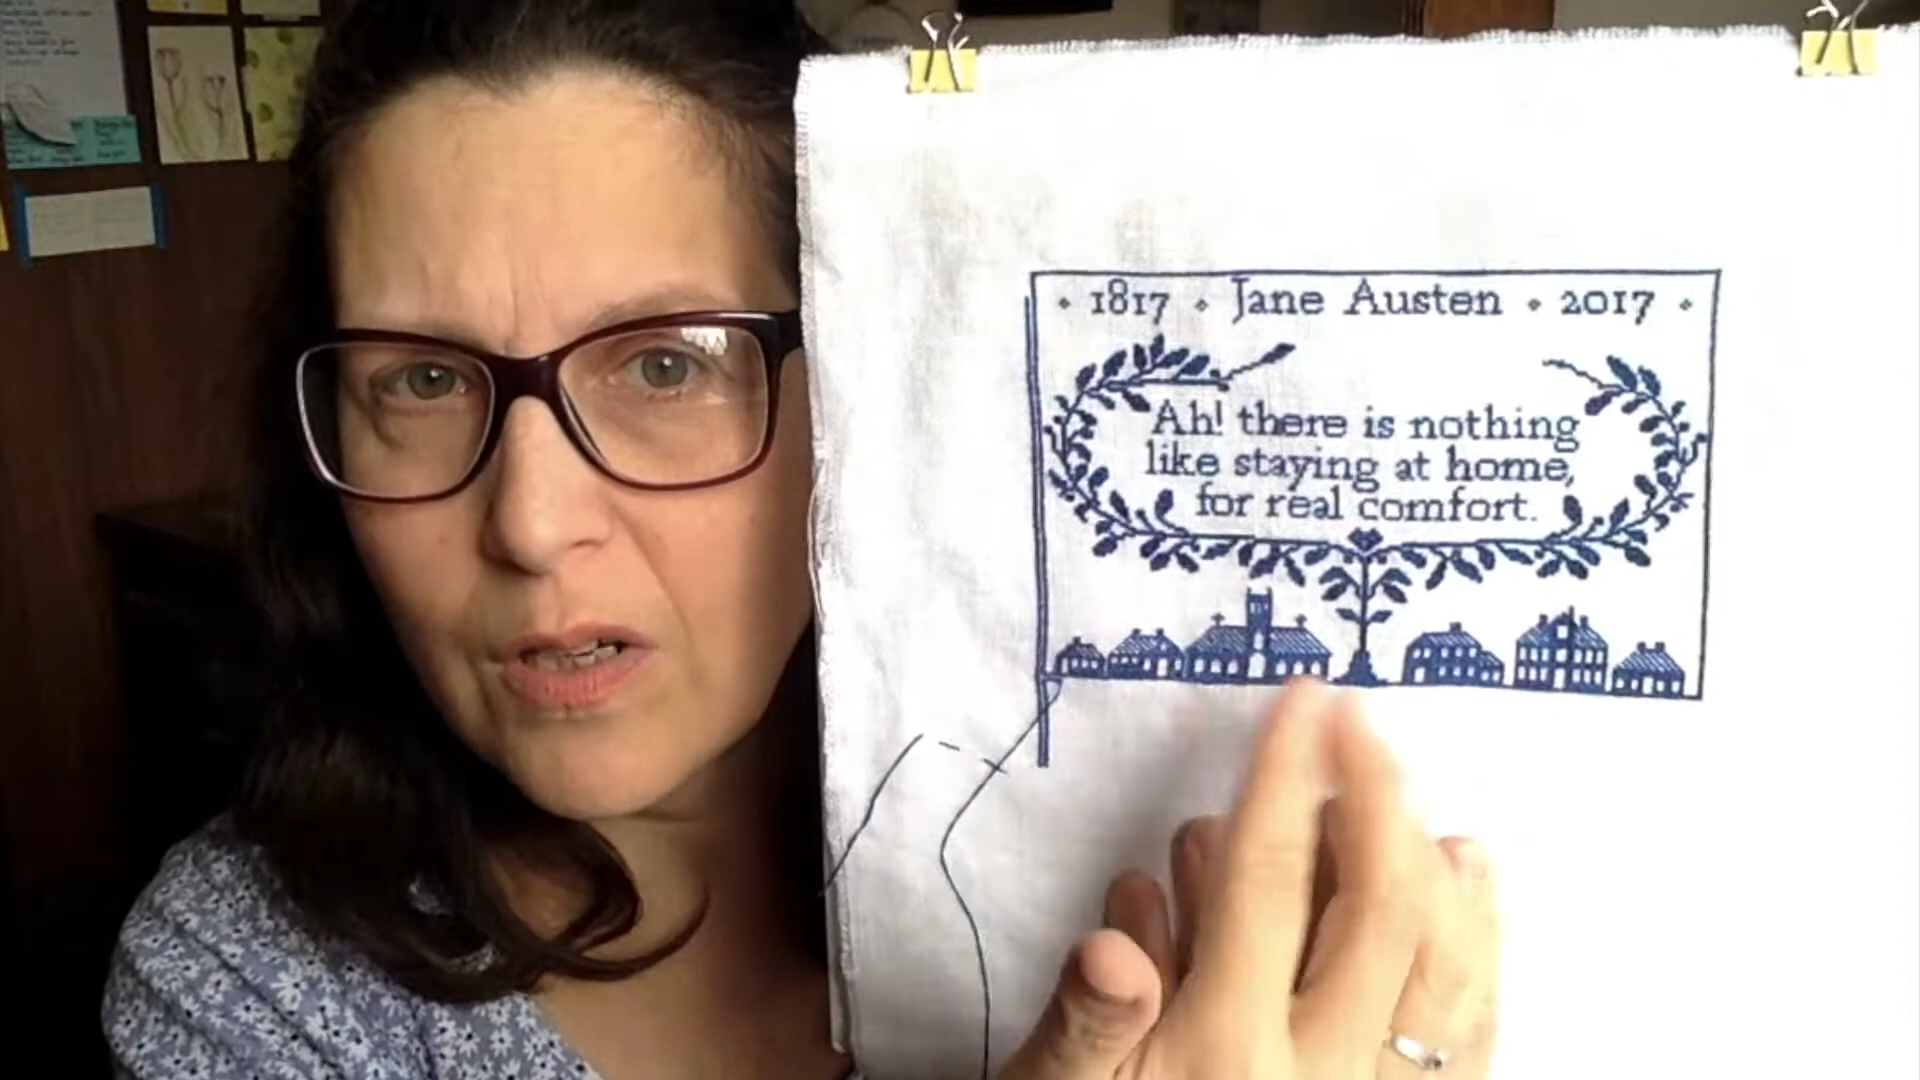 1817 Jane Austen 2017
Ah! there is nothing
like staying at home,
for real comfort.